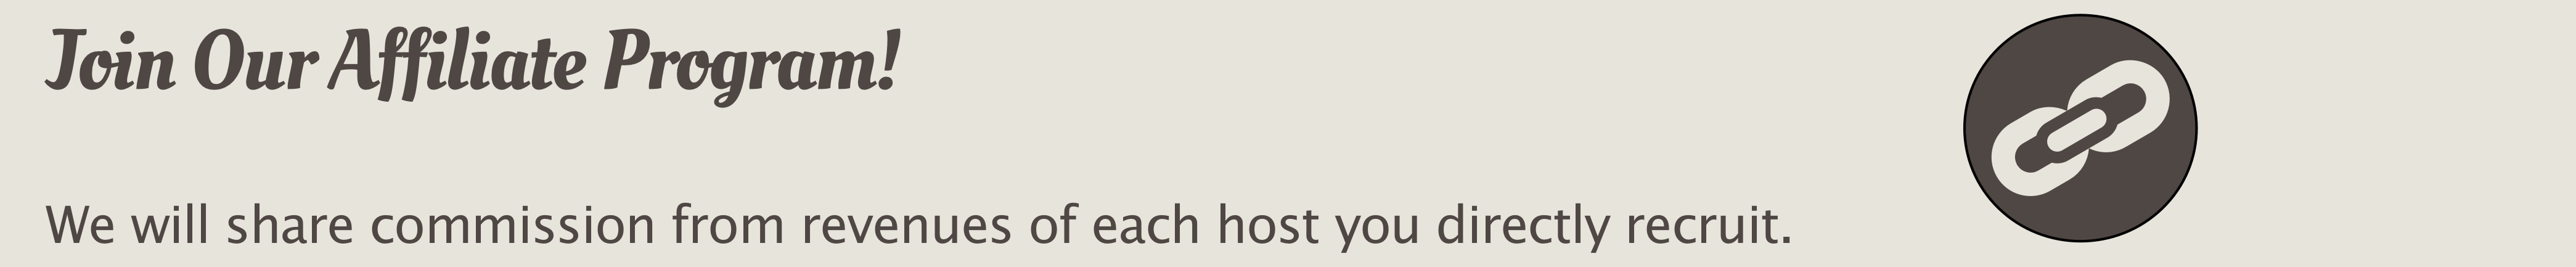 Join Our Affiliate Program!
We will share commission from revenues of each host you directly recruit.